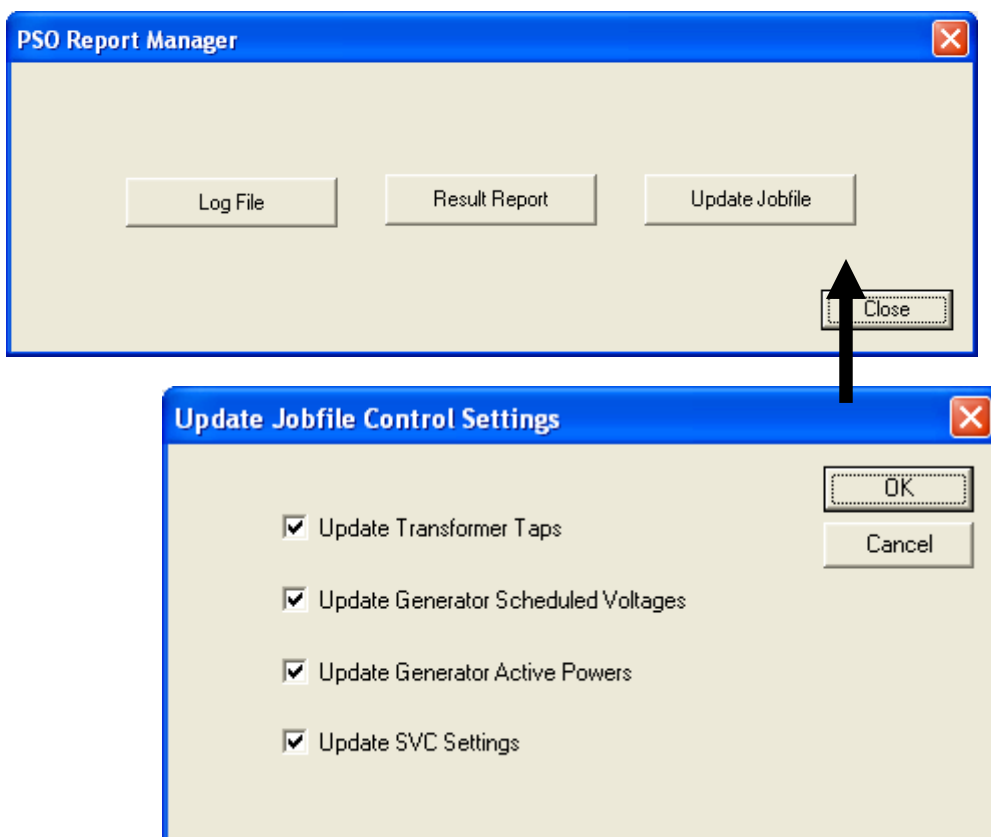 PSO Report Manager
Log File
Result Report
Update Jobfile
Close
Update Jobfile Control Settings
OK
Cancel
Update Transformer Taps
Update Generator Scheduled Voltages
Update Generator Active Powers
Update SVC Settings